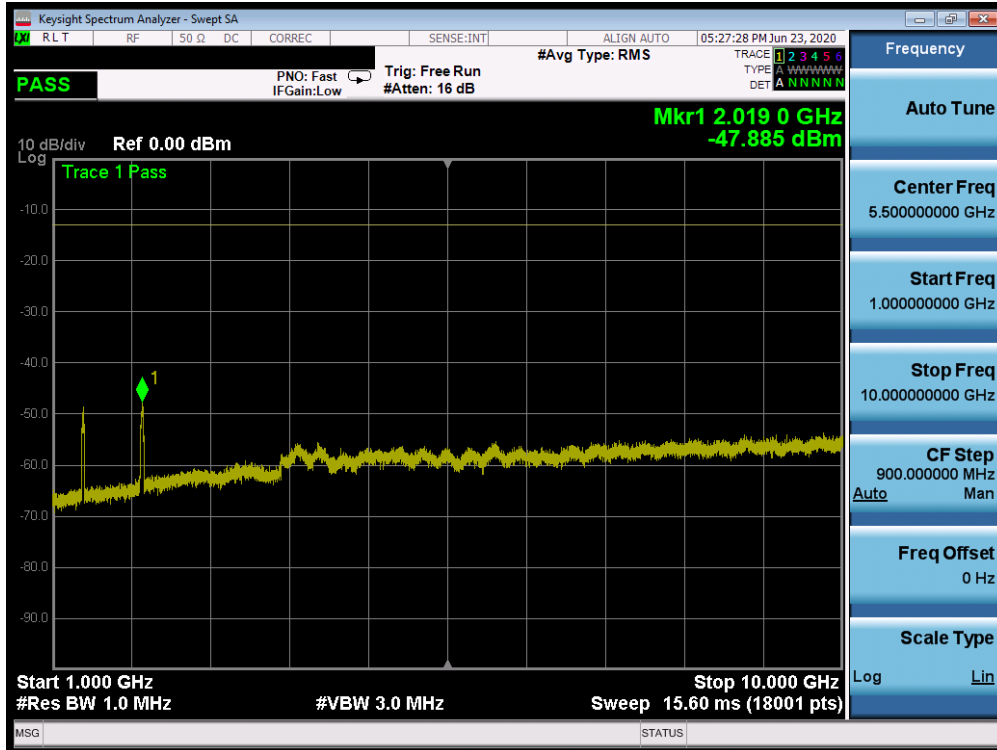 Keysight Spectrum Analyzer - Swept SA
LXI RLT RF 50 Ω DC CORREC SENSE:INT ALIGN AUTO 05:27:28 PM Jun 23, 2020
#Avg Type: RMS
TRACE 1 2 3 4 5 6
TYPE A WWWWW
DET A N N N N N
PASS
PNO: Fast
IFGain:Low
Trig: Free Run
#Atten: 16 dB
Mkr1 2.019 0 GHz
-47.885 dBm
10 dB/div
Log
Ref 0.00 dBm
Trace 1 Pass
-10.0
-20.0
-30.0
-40.0
1
-50.0
-60.0
-70.0
-80.0
-90.0
Start 1.000 GHz
Stop 10.000 GHz
#Res BW 1.0 MHz
#VBW 3.0 MHz
Sweep 15.60 ms (18001 pts)
MSG
STATUS
Frequency
Auto Tune
Center Freq
5.500000000 GHz
Start Freq
1.000000000 GHz
Stop Freq
10.000000000 GHz
CF Step
900.000000 MHz
Auto Man
Freq Offset
0 Hz
Scale Type
Log Lin